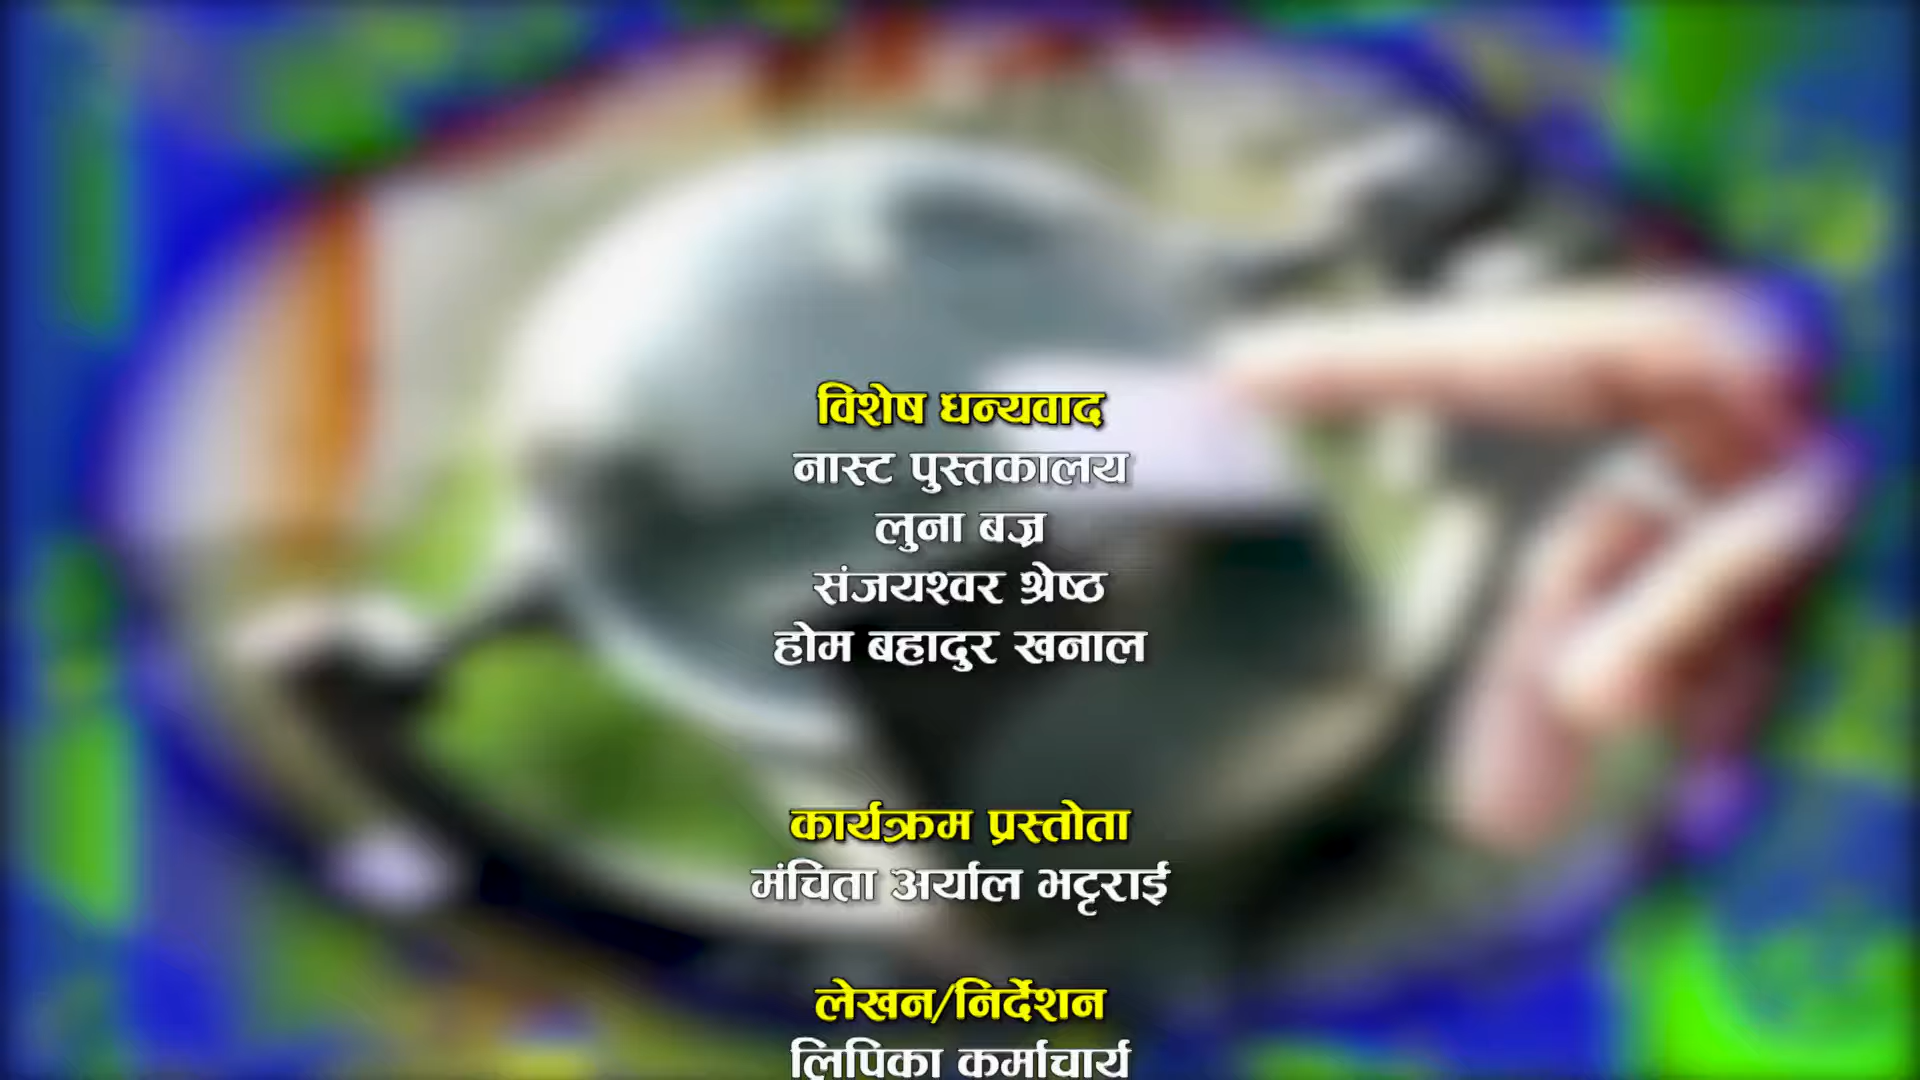 विशेष धन्यवाद
नास्ट पुस्तकालय
लुना बज्र
संजयश्वर श्रेष्ठ
होम बहादुर खनाल
कार्यक्रम प्रस्तोता
मंचिता अर्याल भट्टराई
लेखन/निर्देशन
लिपिका कर्माचार्य